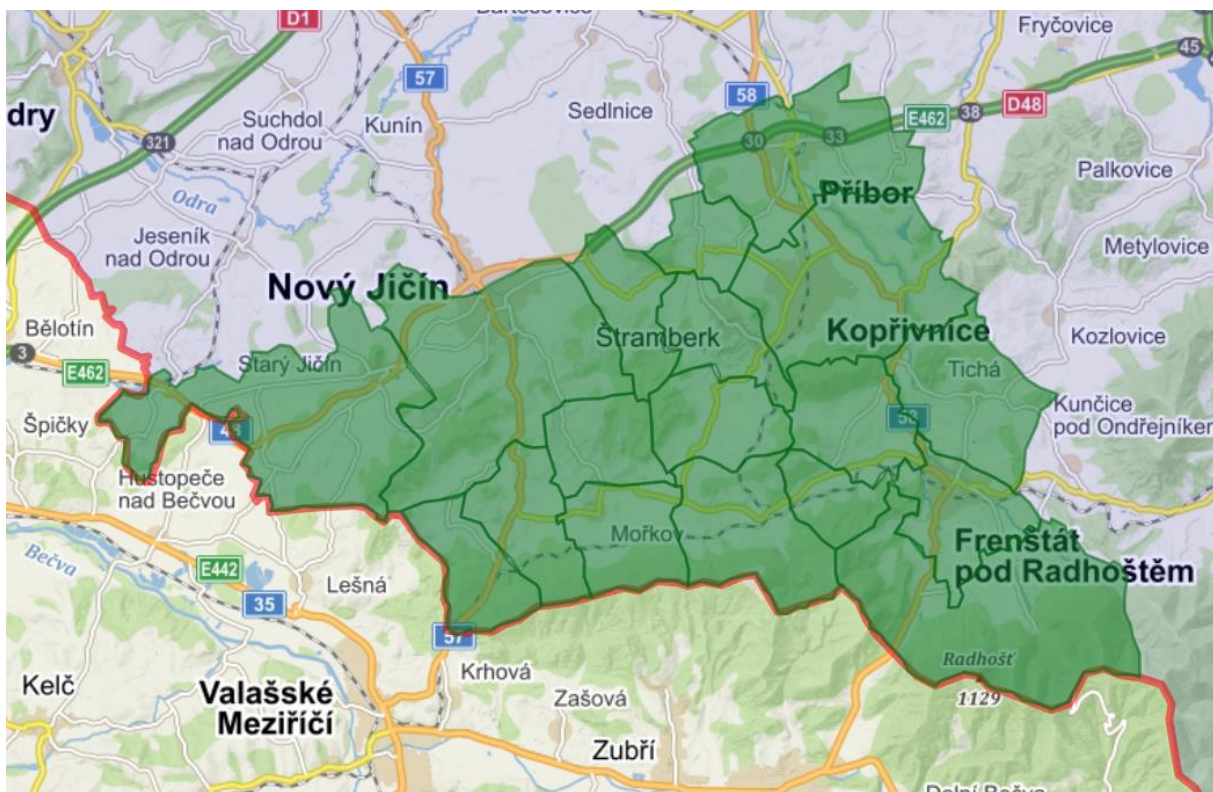 D1
Bartošovice
Fryčovice
45
57
58
D48
E462
38
dry
Suchdol
nad Odrou
Kunín
Sedlnice
30
33
321
Palkovice
Odra
Příbor
Jeseník
nad Odrou
Metylovice
Nový Jičín
Bělotín
Štramberk
Kopřivnice
Kozlovice
3
E462
Starý Jičín
Tichá
Kunčice
pod Ondřejníkem
Špičky
48
58
Hustopeče
nad Bečvou
Mořkov
Frenštát
pod Radhoštěm
Bečva
E442
Lešná
35
57
Krhová
Radhošť
1129
Kelč
Valašské
Meziříčí
Zašová
Zubří
Dolní Bečva